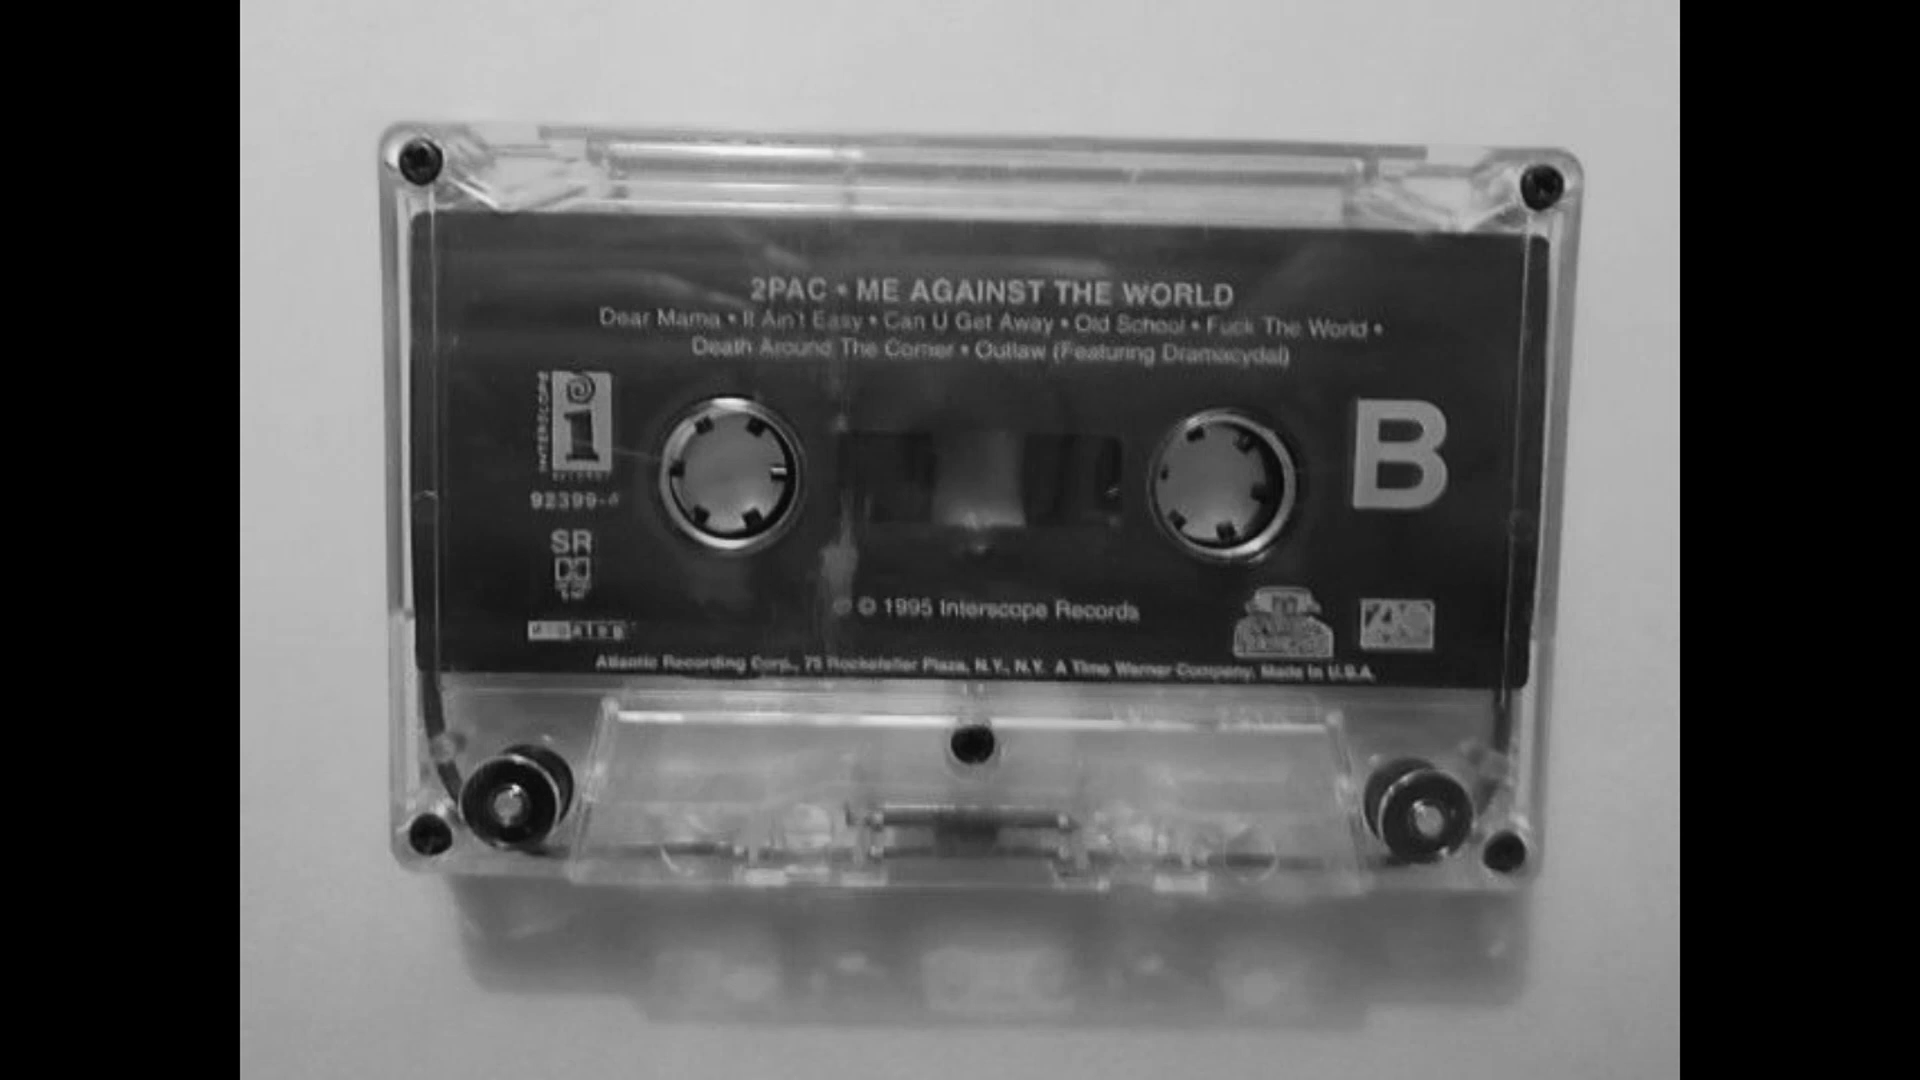 2PAC • ME AGAINST THE WORLD
Dear Mama • It Ain't Easy • Can U Get Away • Old School • Fuck The World •
Death Around The Corner • Outlaw (Featuring Dramacydal)
INTERSCOPE
RECORDS
92399-4
B
SR
℗ © 1995 Interscope Records
Atlantic Recording Corp., 75 Rockefeller Plaza, N.Y., N.Y. A Time Warner Company. Made in U.S.A.